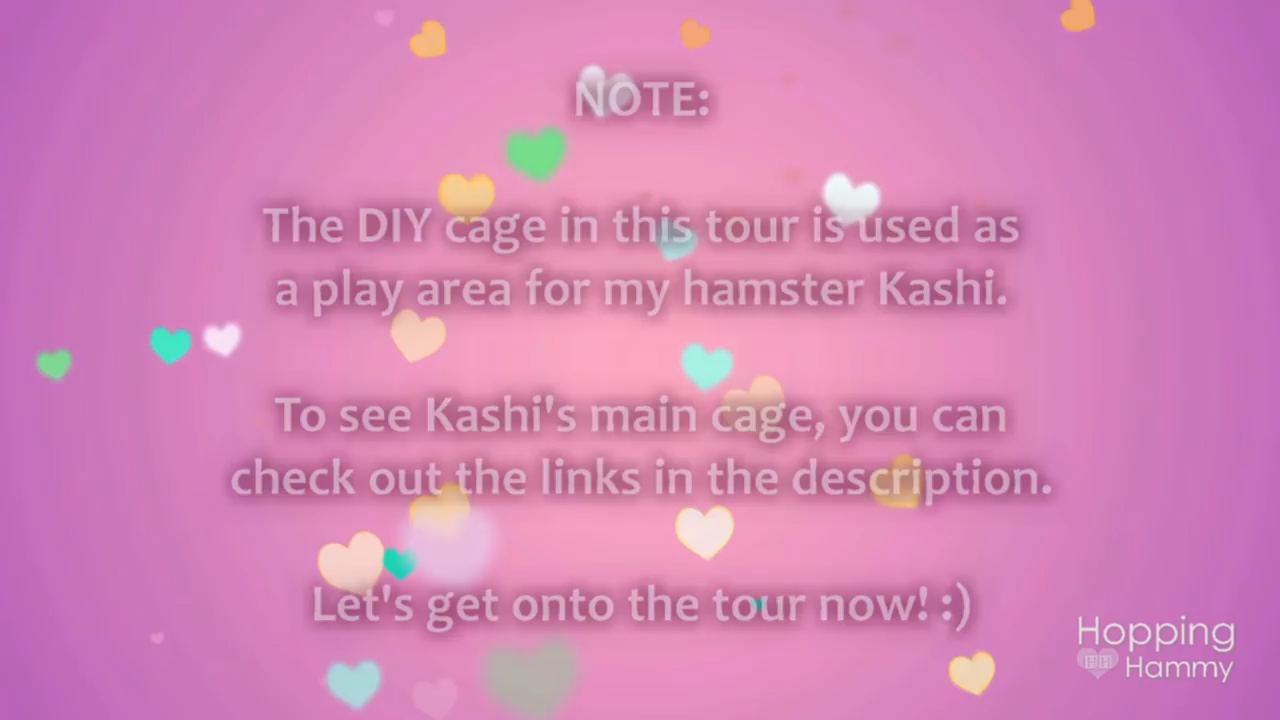 NOTE:
The DIY cage in this tour is used as
a play area for my hamster Kashi.
To see Kashi's main cage, you can
check out the links in the description.
Let's get onto the tour now! :)
Hopping
HH Hammy